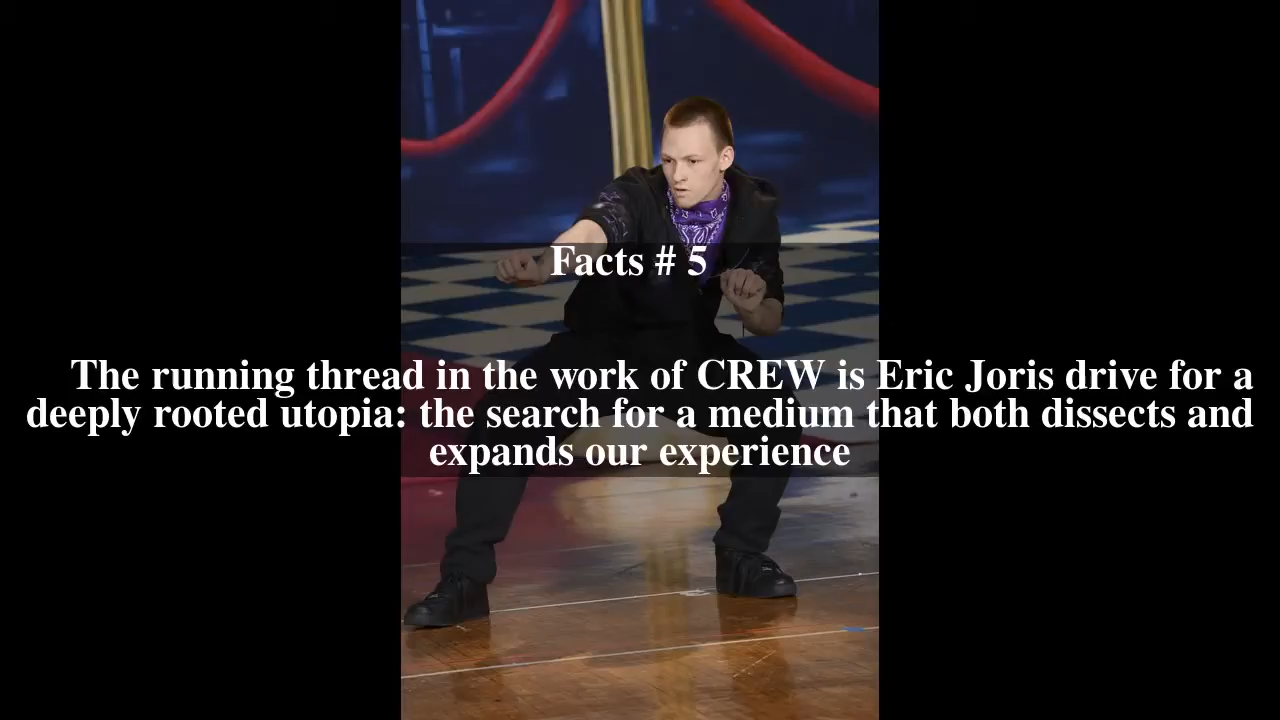 Facts # 5
The running thread in the work of CREW is Eric Joris drive for a
deeply rooted utopia: the search for a medium that both dissects and
expands our experience